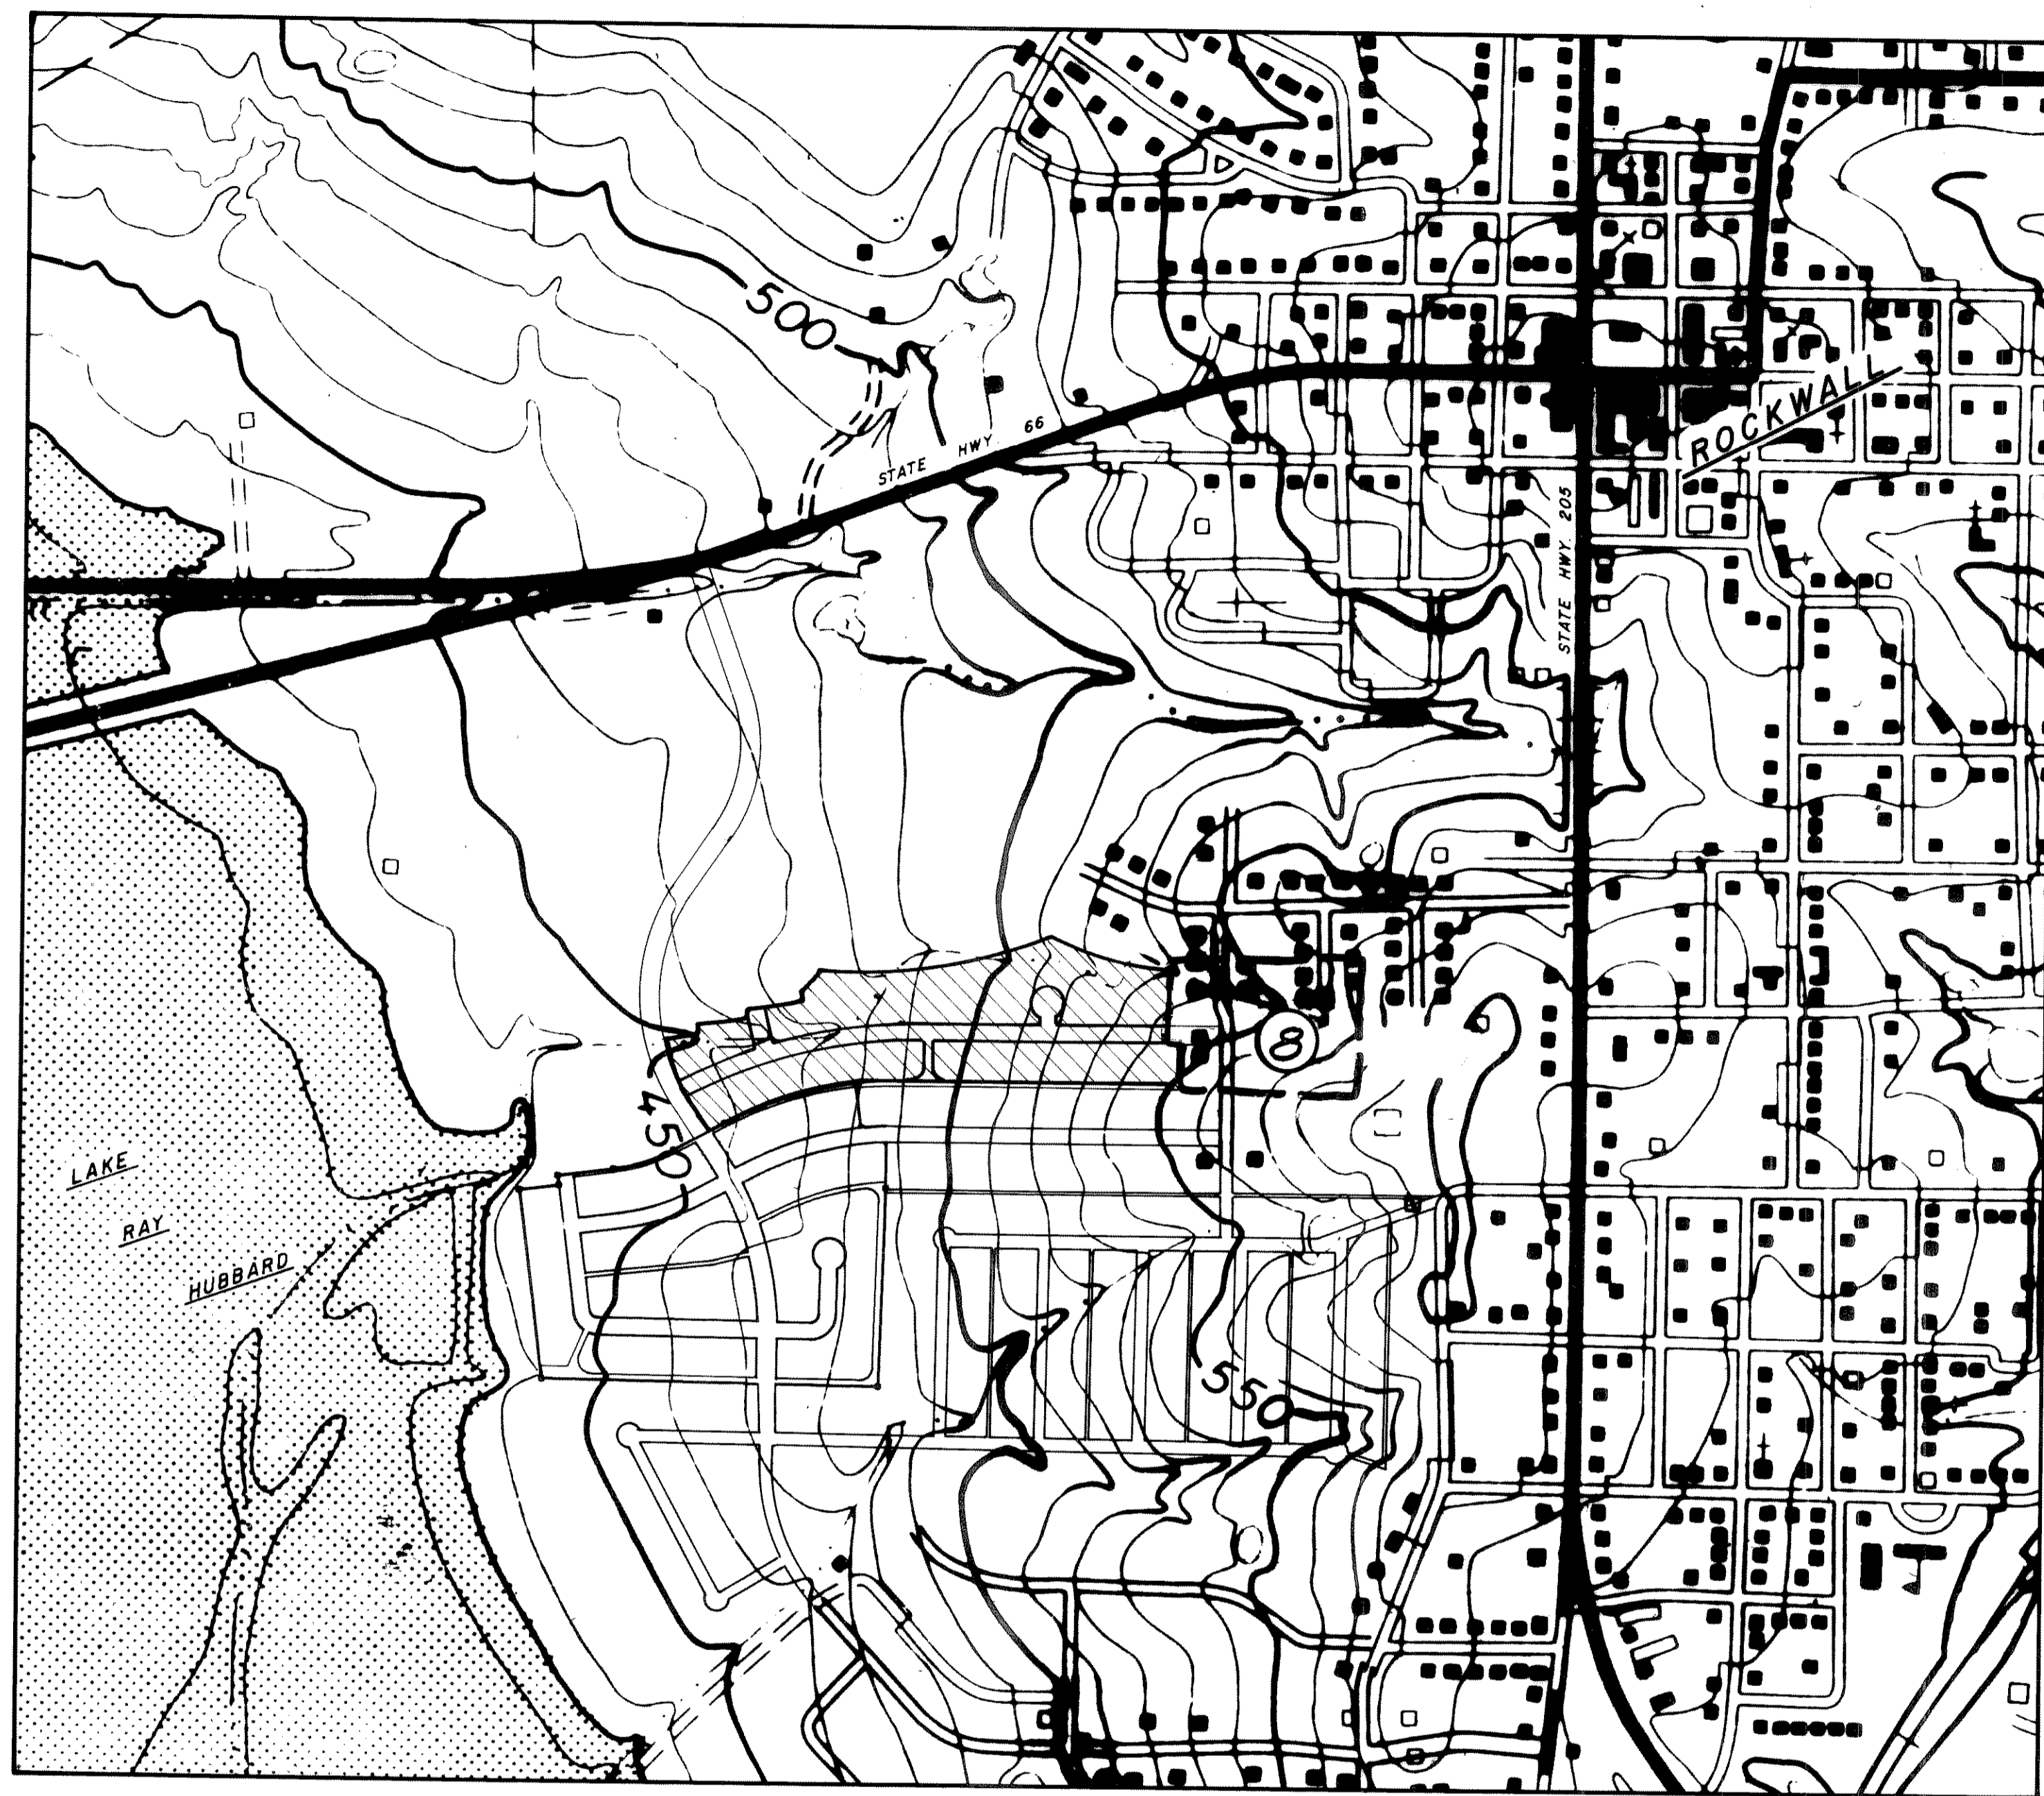 500
STATE HWY 66
ROCKWALL
STATE HWY. 205
8
450
LAKE
RAY
HUBBARD
550